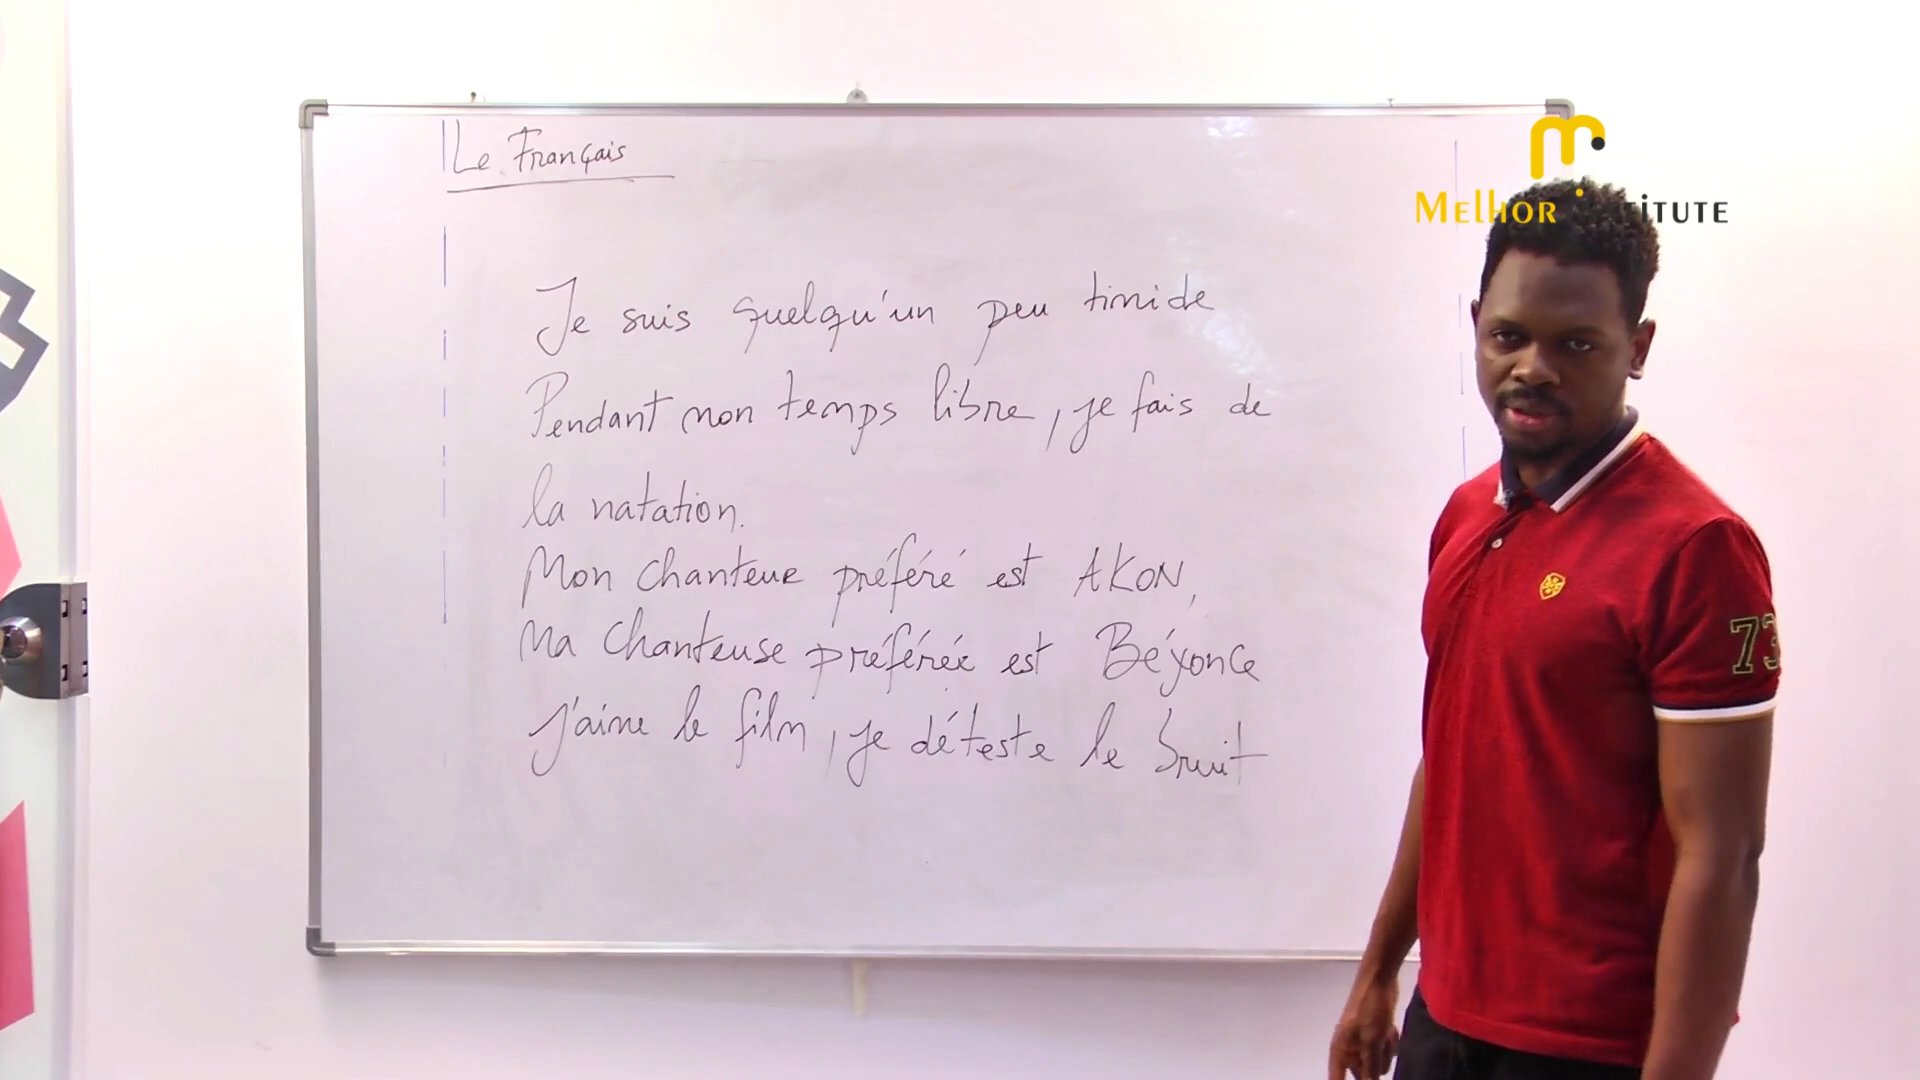 Le Français
Je suis quelqu'un peu timide
Pendant mon temps libre, je fais de
la natation.
Mon chanteur préféré est AKON,
Ma chanteuse préférée est Béyonce
J'aime le film, je déteste le bruit
MELHOR
TITUTE
73